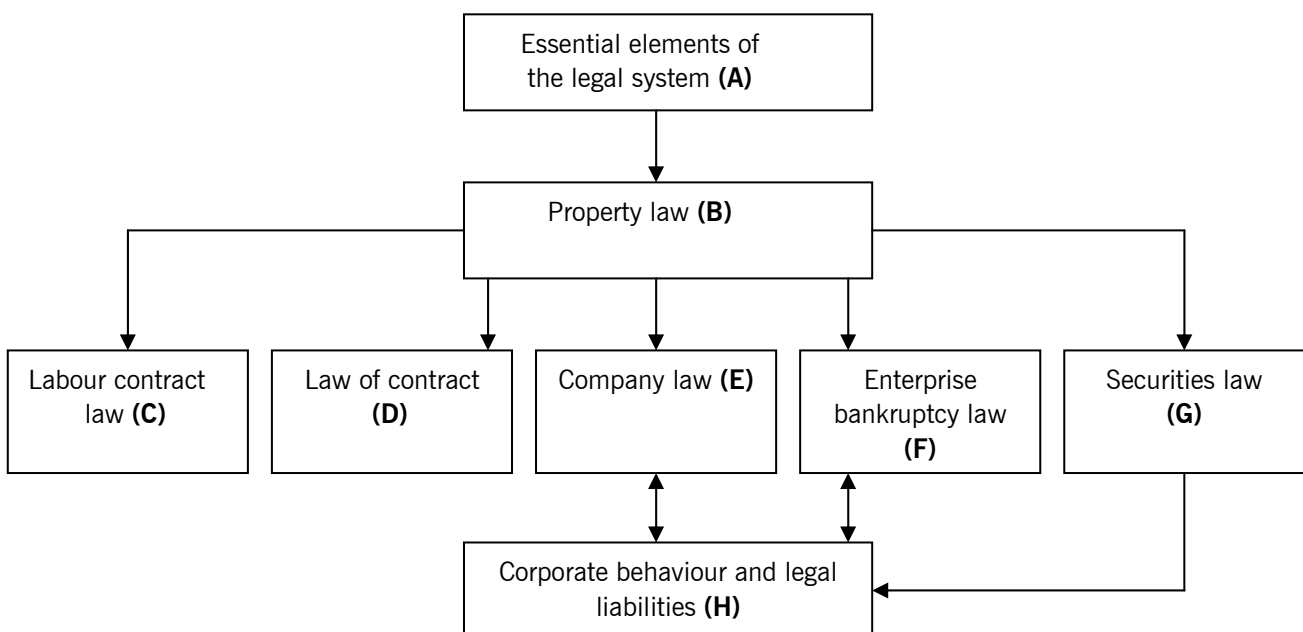 Essential elements of
the legal system (A)
Property law (B)
Labour contract
law (C)
Law of contract
(D)
Company law (E)
Enterprise
bankruptcy law
(F)
Securities law
(G)
Corporate behaviour and legal
liabilities (H)